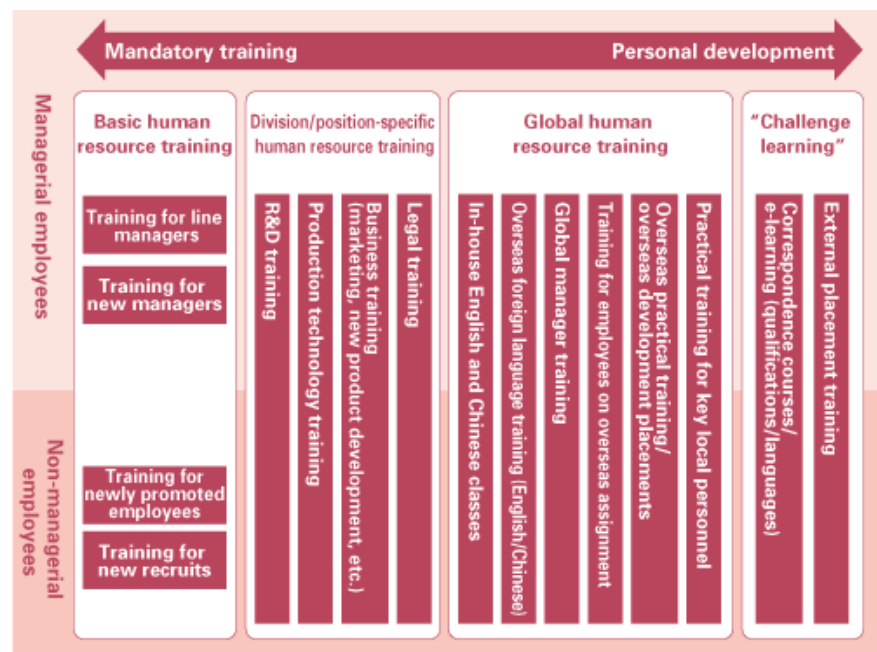 Mandatory training
Personal development
Managerial employees
Non-managerial
employees
Basic human
resource training
Training for line
managers
Training for
new managers
Training for
newly promoted
employees
Training for
new recruits
Division/position-specific
human resource training
R&D training
Production technology training
Business training
(marketing, new product development, etc.)
Legal training
Global human
resource training
In-house English and Chinese classes
Overseas foreign language training (English/Chinese)
Global manager training
Training for employees on overseas assignment
Overseas practical training/
overseas development placements
Practical training for key local personnel
"Challenge
learning"
Correspondence courses/
e-learning (qualifications/languages)
External placement training